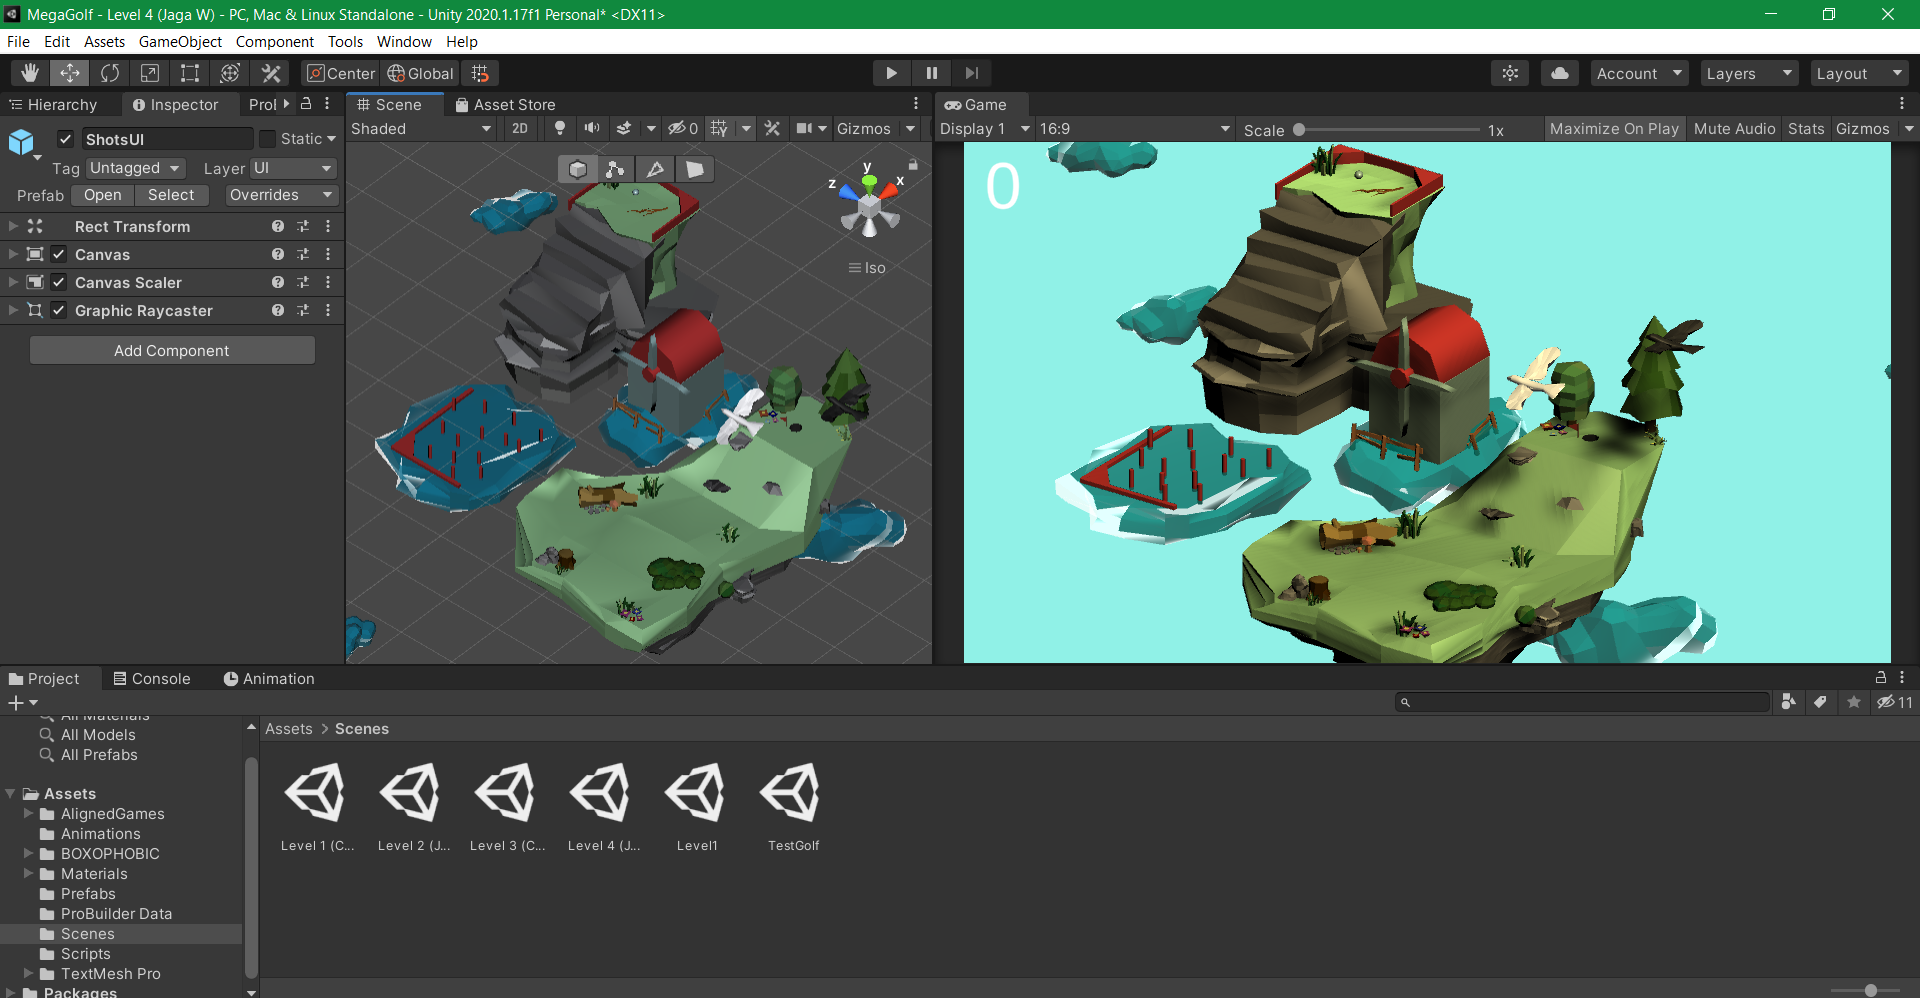 MegaGolf - Level 4 (Jaga W) - PC, Mac & Linux Standalone - Unity 2020.1.17f1 Personal* <DX11>
File Edit Assets GameObject Component Tools Window Help
Center Global Account Layers Layout
Hierarchy Inspector Prol Scene Asset Store Game
ShotsUI Static Shaded 2D 0 Gizmos Display 1 16:9 Scale 1x Maximize On Play Mute Audio Stats Gizmos
Tag Untagged Layer UI
Prefab Open Select Overrides
Rect Transform
Canvas
Canvas Scaler
Graphic Raycaster
Add Component
y
z x
Iso
0
Project Console Animation
11
All Materials
All Models
All Prefabs
Assets
AlignedGames
Animations
BOXOPHOBIC
Materials
Prefabs
ProBuilder Data
Scenes
Scripts
TextMesh Pro
Packages
Assets > Scenes
Level 1 (C... Level 2 (J... Level 3 (C... Level 4 (J... Level1 TestGolf